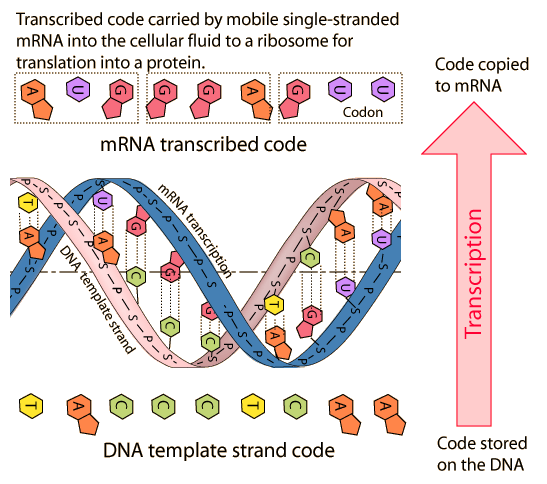 Transcribed code carried by mobile single-stranded
mRNA into the cellular fluid to a ribosome for
translation into a protein.
A U G G G A G U U
Codon
mRNA transcribed code
Code copied
to mRNA
Transcription
Code stored
on the DNA
mRNA transcription
DNA template strand
T A U A G C G C G C T A C G A U A U
P S P S P S P S P S P S
T A C C C T C A A
DNA template strand code